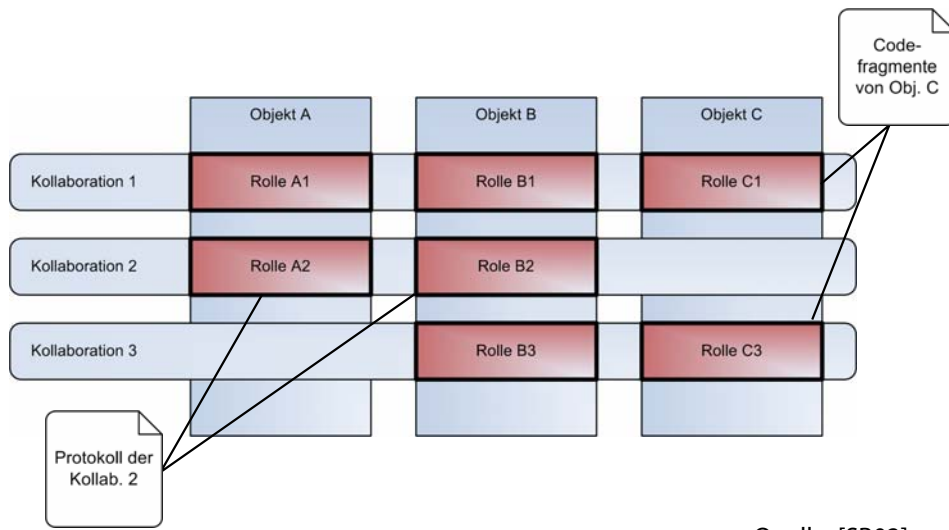 Code-
fragmente
von Obj. C
Objekt A
Objekt B
Objekt C
Kollaboration 1
Rolle A1
Rolle B1
Rolle C1
Kollaboration 2
Rolle A2
Role B2
Kollaboration 3
Rolle B3
Rolle C3
Protokoll der
Kollab. 2